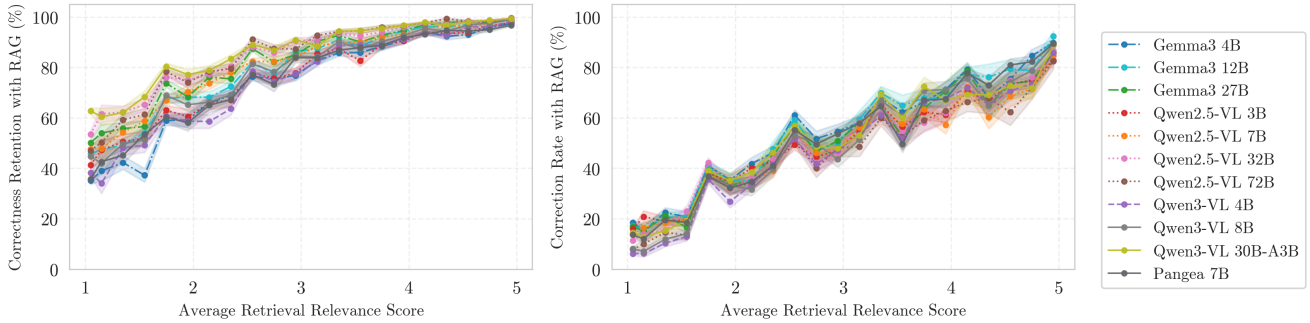 Correctness Retention with RAG (%)
100
80
60
40
20
0
1
2
3
4
5
Average Retrieval Relevance Score
Correction Rate with RAG (%)
100
80
60
40
20
0
1
2
3
4
5
Average Retrieval Relevance Score
Gemma3 4B
Gemma3 12B
Gemma3 27B
Qwen2.5-VL 3B
Qwen2.5-VL 7B
Qwen2.5-VL 32B
Qwen2.5-VL 72B
Qwen3-VL 4B
Qwen3-VL 8B
Qwen3-VL 30B-A3B
Pangea 7B